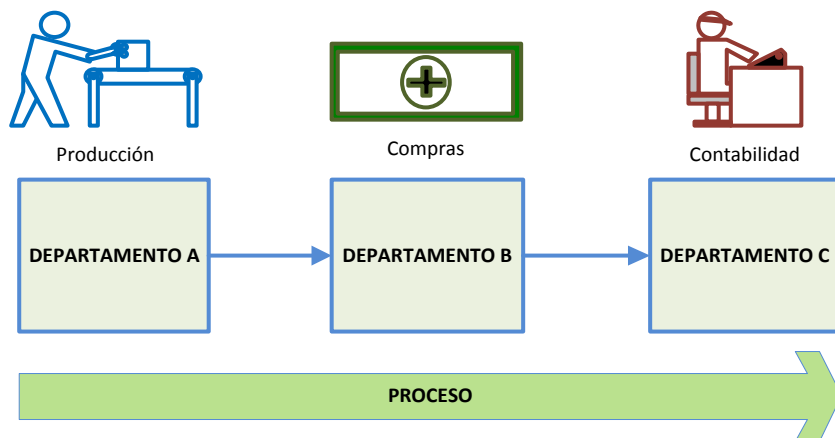 Producción
Compras
Contabilidad
DEPARTAMENTO A
DEPARTAMENTO B
DEPARTAMENTO C
PROCESO